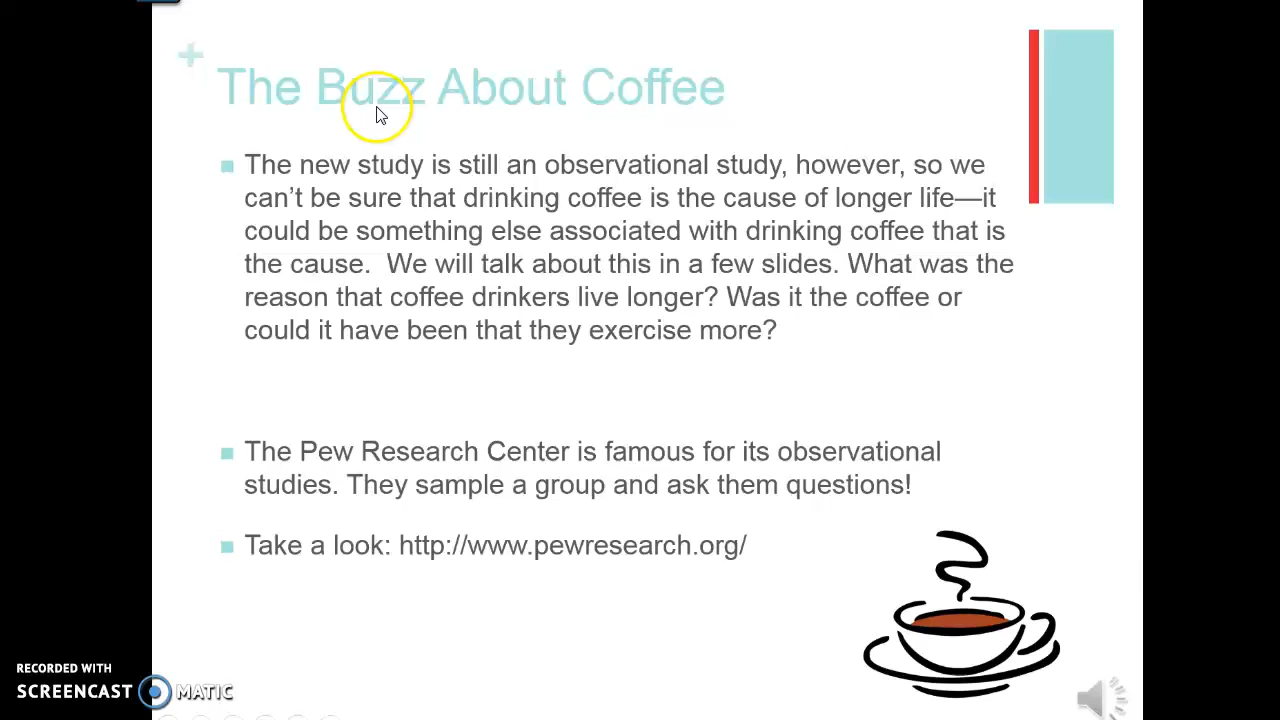 +
The Buzz About Coffee
The new study is still an observational study, however, so we
can’t be sure that drinking coffee is the cause of longer life—it
could be something else associated with drinking coffee that is
the cause.  We will talk about this in a few slides. What was the
reason that coffee drinkers live longer? Was it the coffee or
could it have been that they exercise more?
The Pew Research Center is famous for its observational
studies. They sample a group and ask them questions!
Take a look: http://www.pewresearch.org/
RECORDED WITH
SCREENCAST MATIC